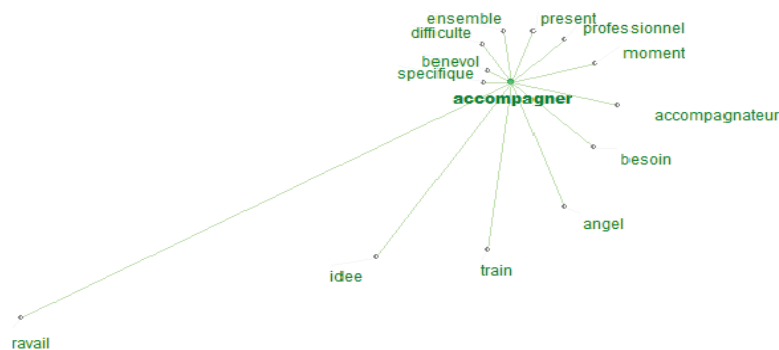 ensemble
present
difficulte
professionnel
moment
benevol
specifique
accompagner
accompagnateur
besoin
angel
idee
train
ravail